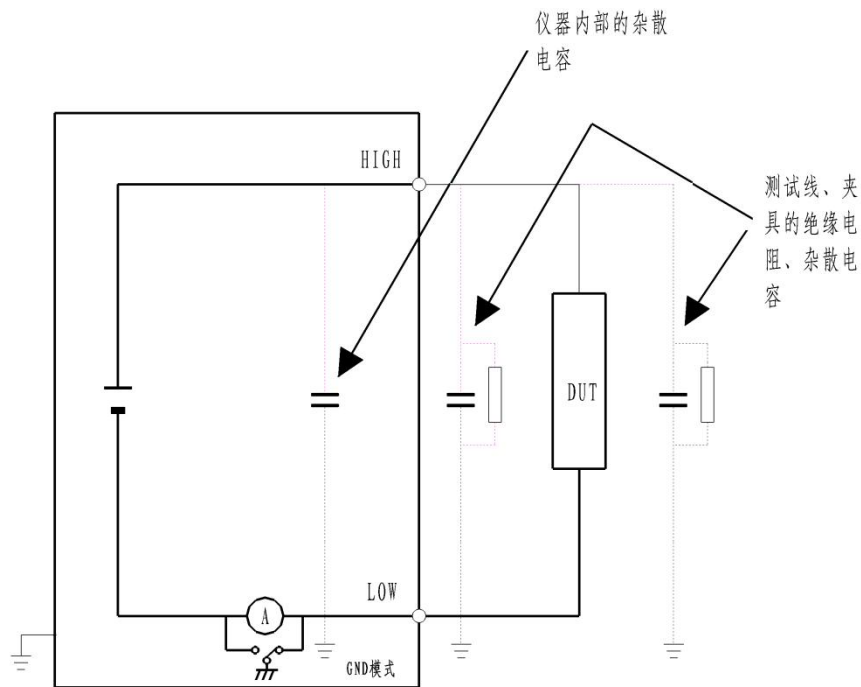 仪器内部的杂散
电容
HIGH
测试线、夹
具的绝缘电
阻、杂散电
容
DUT
LOW
A
GND模式